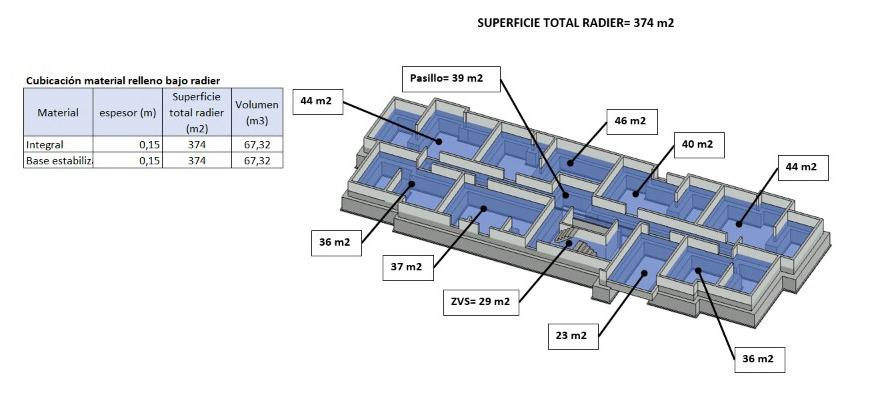 SUPERFICIE TOTAL RADIER= 374 m2
Cubicación material relleno bajo radier
Material espesor (m) Superficie total radier (m2) Volumen (m3)
Integral 0,15 374 67,32
Base estabiliz 0,15 374 67,32
Pasillo= 39 m2
44 m2
46 m2
40 m2
44 m2
36 m2
37 m2
ZVS= 29 m2
23 m2
36 m2